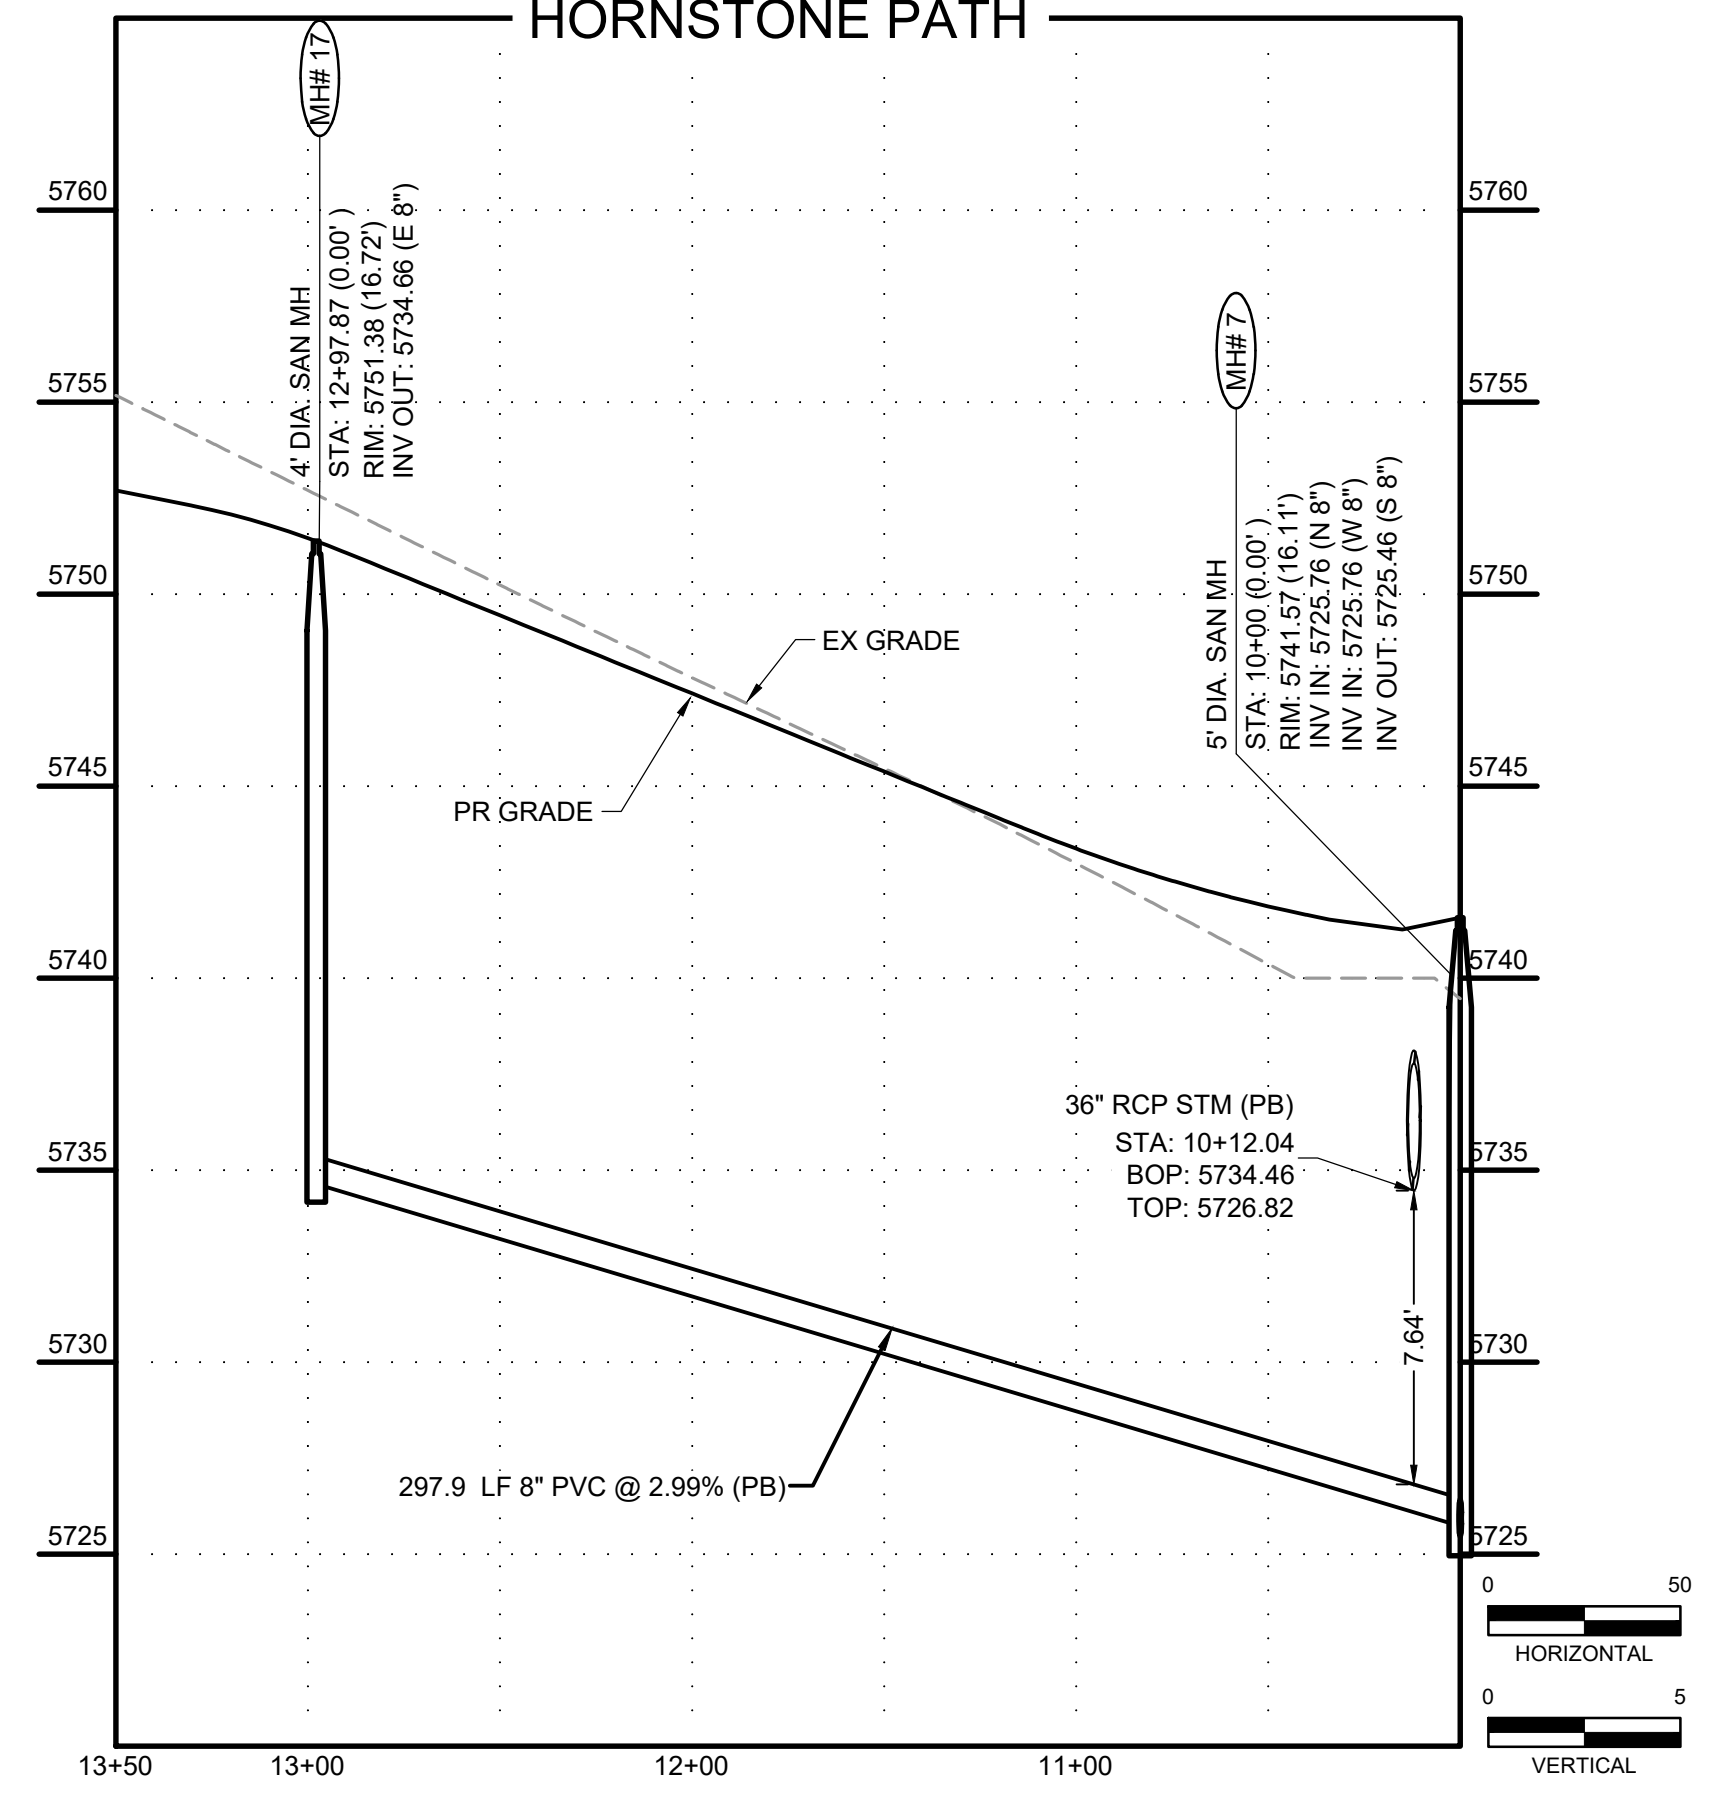 HORNSTONE PATH
MH# 17
4' DIA. SAN MH
STA: 12+97.87 (0.00' )
RIM: 5751.38 (16.72')
INV OUT: 5734.66 (E 8")
MH# 7
5' DIA. SAN MH
STA: 10+00 (0.00' )
RIM: 5741.57 (16.11')
INV IN: 5725.76 (N 8")
INV IN: 5725.76 (W 8")
INV OUT: 5725.46 (S 8")
5760
5760
5755
5755
5750
5750
EX GRADE
5745
5745
PR GRADE
5740
5740
36" RCP STM (PB)
STA: 10+12.04
BOP: 5734.46
TOP: 5726.82
5735
5735
7.64'
5730
5730
297.9 LF 8" PVC @ 2.99% (PB)
5725
5725
0 50
HORIZONTAL
0 5
VERTICAL
13+50 13+00 12+00 11+00